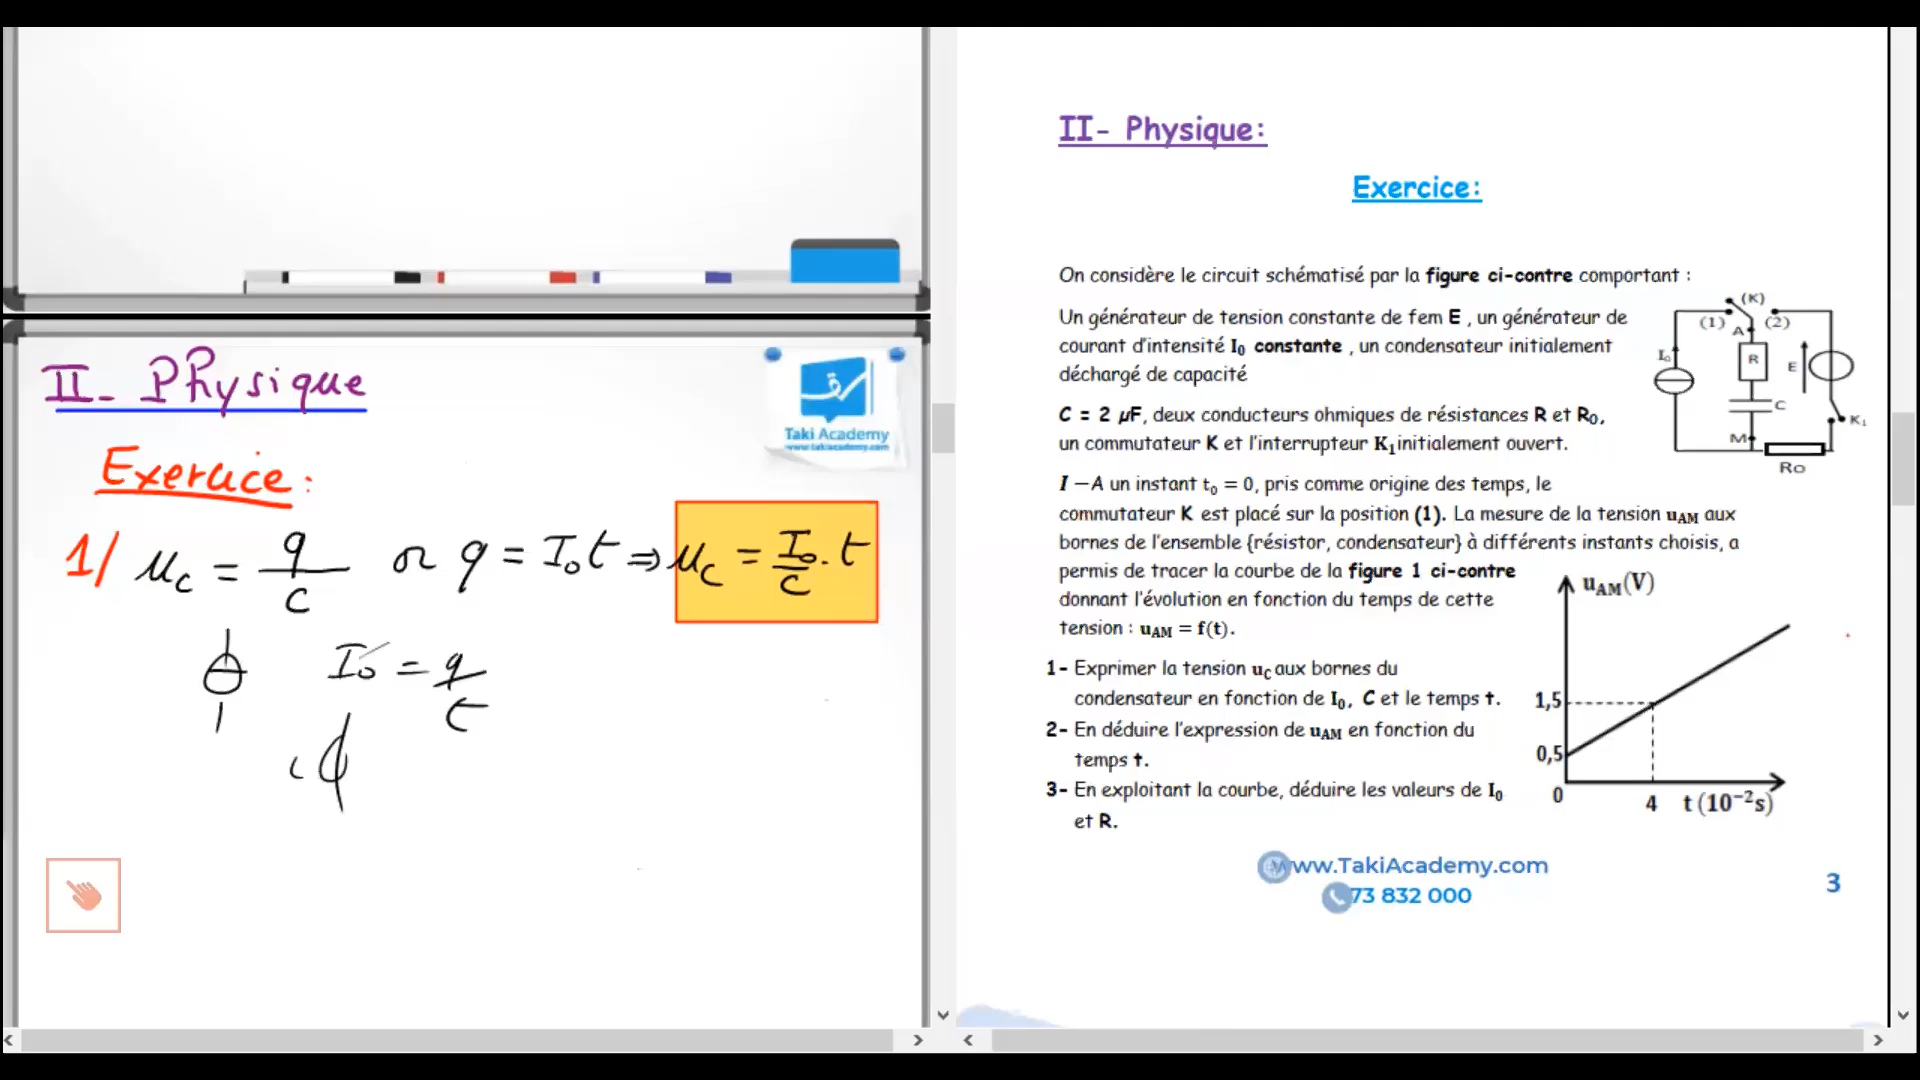 II- Physique
Exercice:
1/ uc = q/c or q = I₀t ⇒ uc = I₀/c . t
I₀ = q/t
Taki Academy
www.takiacademy.com
II- Physique:
Exercice:
On considère le circuit schématisé par la figure ci-contre comportant :
Un générateur de tension constante de fem E , un générateur de
courant d'intensité I₀ constante , un condensateur initialement
déchargé de capacité
C = 2 µF, deux conducteurs ohmiques de résistances R et R₀,
un commutateur K et l'interrupteur K₁ initialement ouvert.
(K)
(1) A (2)
I₀ R E
C
M K₁
Ro
I –A un instant t₀ = 0, pris comme origine des temps, le
commutateur K est placé sur la position (1). La mesure de la tension uAM aux
bornes de l'ensemble {résistor, condensateur} à différents instants choisis, a
permis de tracer la courbe de la figure 1 ci-contre
donnant l'évolution en fonction du temps de cette
tension : uAM = f(t).
1- Exprimer la tension uC aux bornes du
condensateur en fonction de I₀, C et le temps t.
2- En déduire l'expression de uAM en fonction du
temps t.
3- En exploitant la courbe, déduire les valeurs de I₀
et R.
uAM(V)
1,5
0,5
0 4 t (10⁻²s)
www.TakiAcademy.com
73 832 000
3